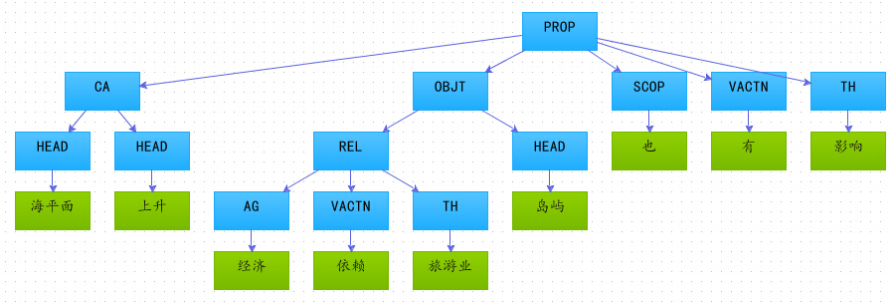 PROP
CA OBJT SCOP VACTN TH
HEAD HEAD REL HEAD 也 有 影响
海平面 上升 AG VACTN TH 岛屿
经济 依赖 旅游业